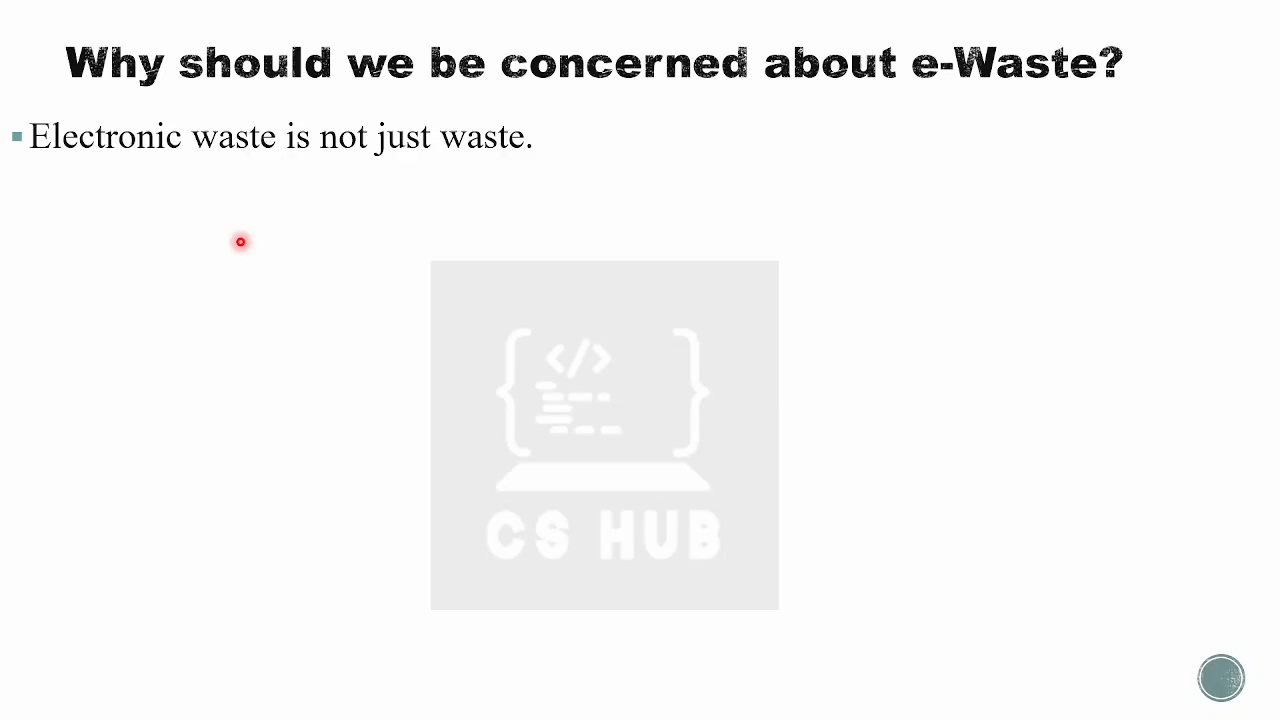 Why should we be concerned about e-Waste?
Electronic waste is not just waste.
</>
CS HUB